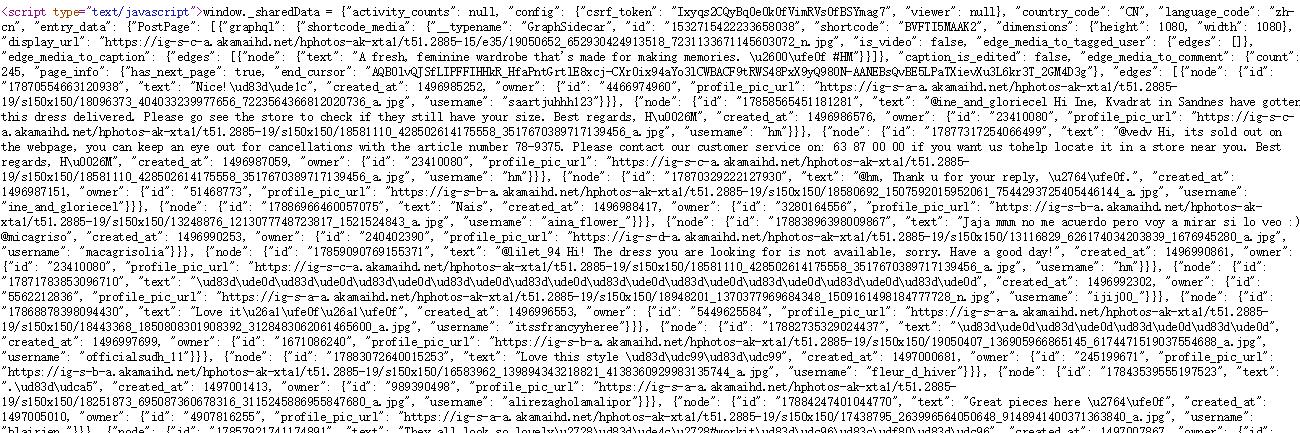 <script type="text/javascript">window._sharedData = {"activity_counts": null, "config": {"csrf_token": "Ixyqs2CQyBq0e0k0fVimRVs0fBSYmag7", "viewer": null}, "country_code": "CN", "language_code": "zh-
cn", "entry_data": {"PostPage": [{"graphql": {"shortcode_media": {"__typename": "GraphSidecar", "id": "1532715422233658038", "shortcode": "BVFTI5MAAK2", "dimensions": {"height": 1080, "width": 1080},
"display_url": "https://ig-s-c-a.akamaihd.net/hphotos-ak-xta1/t51.2885-15/e35/19050652_652930424913518_7231133671145603072_n.jpg", "is_video": false, "edge_media_to_tagged_user": {"edges": []},
"edge_media_to_caption": {"edges": [{"node": {"text": "A fresh, feminine wardrobe that's made for making memories. \u2600\ufe0f #HM"}}]}, "caption_is_edited": false, "edge_media_to_comment": {"count":
245, "page_info": {"has_next_page": true, "end_cursor": "AQB0lvQTSfLIPFFIHHkR_HfaPntGrtlE8xcj-CXr0ix94aYo3lCWBACF9tRWS48PxX9yQ980N-AANEBsQvBE5LPaTXievXu3L6kr3T_2GM4D3g"}, "edges": [{"node": {"id":
"17870554663120938", "text": "Nice!\ud83d\ude1c", "created_at": 1496985252, "owner": {"id": "4466974960", "profile_pic_url": "https://ig-s-d-a.akamaihd.net/hphotos-ak-xta1/t51.2885-
19/s150x150/18096373_404033239977656_7223564366812020736_a.jpg", "username": "saartjuhhh123"}}}, {"node": {"id": "17858565451181281", "text": "@ine_and_gloriecel Hi Ine, Kvadrat in Sandnes have gotten
this dress delivered. Please go see the store to check if they still have your size. Best regards, H\u0026M", "created_at": 1496986576, "owner": {"id": "23410080", "profile_pic_url": "https://ig-s-c-
a.akamaihd.net/hphotos-ak-xta1/t51.2885-19/s150x150/18581110_428502614175558_3517670389717139456_a.jpg", "username": "hm"}}}, {"node": {"id": "17877317254066499", "text": "@vedv Hi, its sold out on
the webpage, you can keep an eye out for cancellations with the article number 78-9375. Please contact our customer service on: 63 87 00 00 if you want us tohelp locate it in a store near you. Best
regards, H\u0026M", "created_at": 1496987059, "owner": {"id": "23410080", "profile_pic_url": "https://ig-s-c-a.akamaihd.net/hphotos-ak-xta1/t51.2885-
19/s150x150/18581110_428502614175558_3517670389717139456_a.jpg", "username": "hm"}}}, {"node": {"id": "17870329222127930", "text": "@hm, Thank u for your reply, \u2764\ufe0f.", "created_at":
1496987151, "owner": {"id": "51468773", "profile_pic_url": "https://ig-s-b-a.akamaihd.net/hphotos-ak-xta1/t51.2885-19/s150x150/18580692_1507592015952061_7544293725405446144_a.jpg", "username":
"ine_and_gloriecel"}}}, {"node": {"id": "17886966460057075", "text": "Nais", "created_at": 1496988417, "owner": {"id": "3280164556", "profile_pic_url": "https://ig-s-b-a.akamaihd.net/hphotos-ak-
xta1/t51.2885-19/s150x150/13248876_1213077748723817_1521524843_a.jpg", "username": "aina_flower_"}}}, {"node": {"id": "17883896398009867", "text": "Jaja mmm no me acuerdo pero voy a mirar si lo veo :)
@micagriso", "created_at": 1496990253, "owner": {"id": "240402390", "profile_pic_url": "https://ig-s-d-a.akamaihd.net/hphotos-ak-xta1/t51.2885-19/s150x150/13116829_626174034203839_1676945280_a.jpg",
"username": "macagrisolia"}}}, {"node": {"id": "17859090769155371", "text": "@lilet_94 Hi! The dress you are looking for is not available, sorry. Have a good day!", "created_at": 1496990861, "owner":
{"id": "23410080", "profile_pic_url": "https://ig-s-c-a.akamaihd.net/hphotos-ak-xta1/t51.2885-19/s150x150/18581110_428502614175558_3517670389717139456_a.jpg", "username": "hm"}}}, {"node": {"id":
"17871783853096710", "text": "\ud83d\ude0d\ud83d\ude0d\ud83d\ude0d\ud83d\ude0d\ud83d\ude0d\ud83d\ude0d\ud83d\ude0d\ud83d\ude0d\ud83d\ude0d\ud83d\ude0d", "created_at": 1496992302, "owner": {"id":
"5562212836", "profile_pic_url": "https://ig-s-a-a.akamaihd.net/hphotos-ak-xta1/t51.2885-19/s150x150/18948201_1370377969684348_1509161498184777728_n.jpg", "username": "ijij00_"}}}, {"node": {"id":
"17868878398094430", "text": "Love it\u26a1\ufe0f\u26a1\ufe0f", "created_at": 1496996553, "owner": {"id": "5449625584", "profile_pic_url": "https://ig-s-a-a.akamaihd.net/hphotos-ak-xta1/t51.2885-
19/s150x150/18443368_1850808301908392_3128483062061465600_a.jpg", "username": "itssfrancyyheree"}}}, {"node": {"id": "17882735329024437", "text": "\ud83d\ude0d\ud83d\ude0d\ud83d\ude0d\ud83d\ude0d",
"created_at": 1496997699, "owner": {"id": "1671086240", "profile_pic_url": "https://ig-s-b-a.akamaihd.net/hphotos-ak-xta1/t51.2885-19/s150x150/19050407_136905966865145_6174471519037554688_a.jpg",
"username": "officialsudh_11"}}}, {"node": {"id": "17883072640015253", "text": "Love this style \ud83d\udc99\ud83d\udc99", "created_at": 1497000681, "owner": {"id": "245199671", "profile_pic_url":
"https://ig-s-c-a.akamaihd.net/hphotos-ak-xta1/t51.2885-19/s150x150/16583962_139894343218821_4138360929983135744_a.jpg", "username": "fleur_d_hiver"}}}, {"node": {"id": "17843539555197523", "text":
".\ud83d\udca5", "created_at": 1497001413, "owner": {"id": "989390498", "profile_pic_url": "https://ig-s-a-a.akamaihd.net/hphotos-ak-xta1/t51.2885-
19/s150x150/18251873_695087360678316_3115245886955847680_a.jpg", "username": "alirezagholamalipor"}}}, {"node": {"id": "17884247401044770", "text": "Great pieces here \u2764\ufe0f", "created_at":
1497005010, "owner": {"id": "4907816255", "profile_pic_url": "https://ig-s-a-a.akamaihd.net/hphotos-ak-xta1/t51.2885-19/s150x150/17438795_263996564050648_9148941400371363840_a.jpg", "username":
"blairien_"}}}, {"node": {"id": "17857921741174891", "text": "They all look so lovely\u2728\ud83d\ude4c\u2728#workit\ud83d\udc96\ud83c\udf80\ud83d\udc96", "created_at": 1497007867, "owner": {"id":